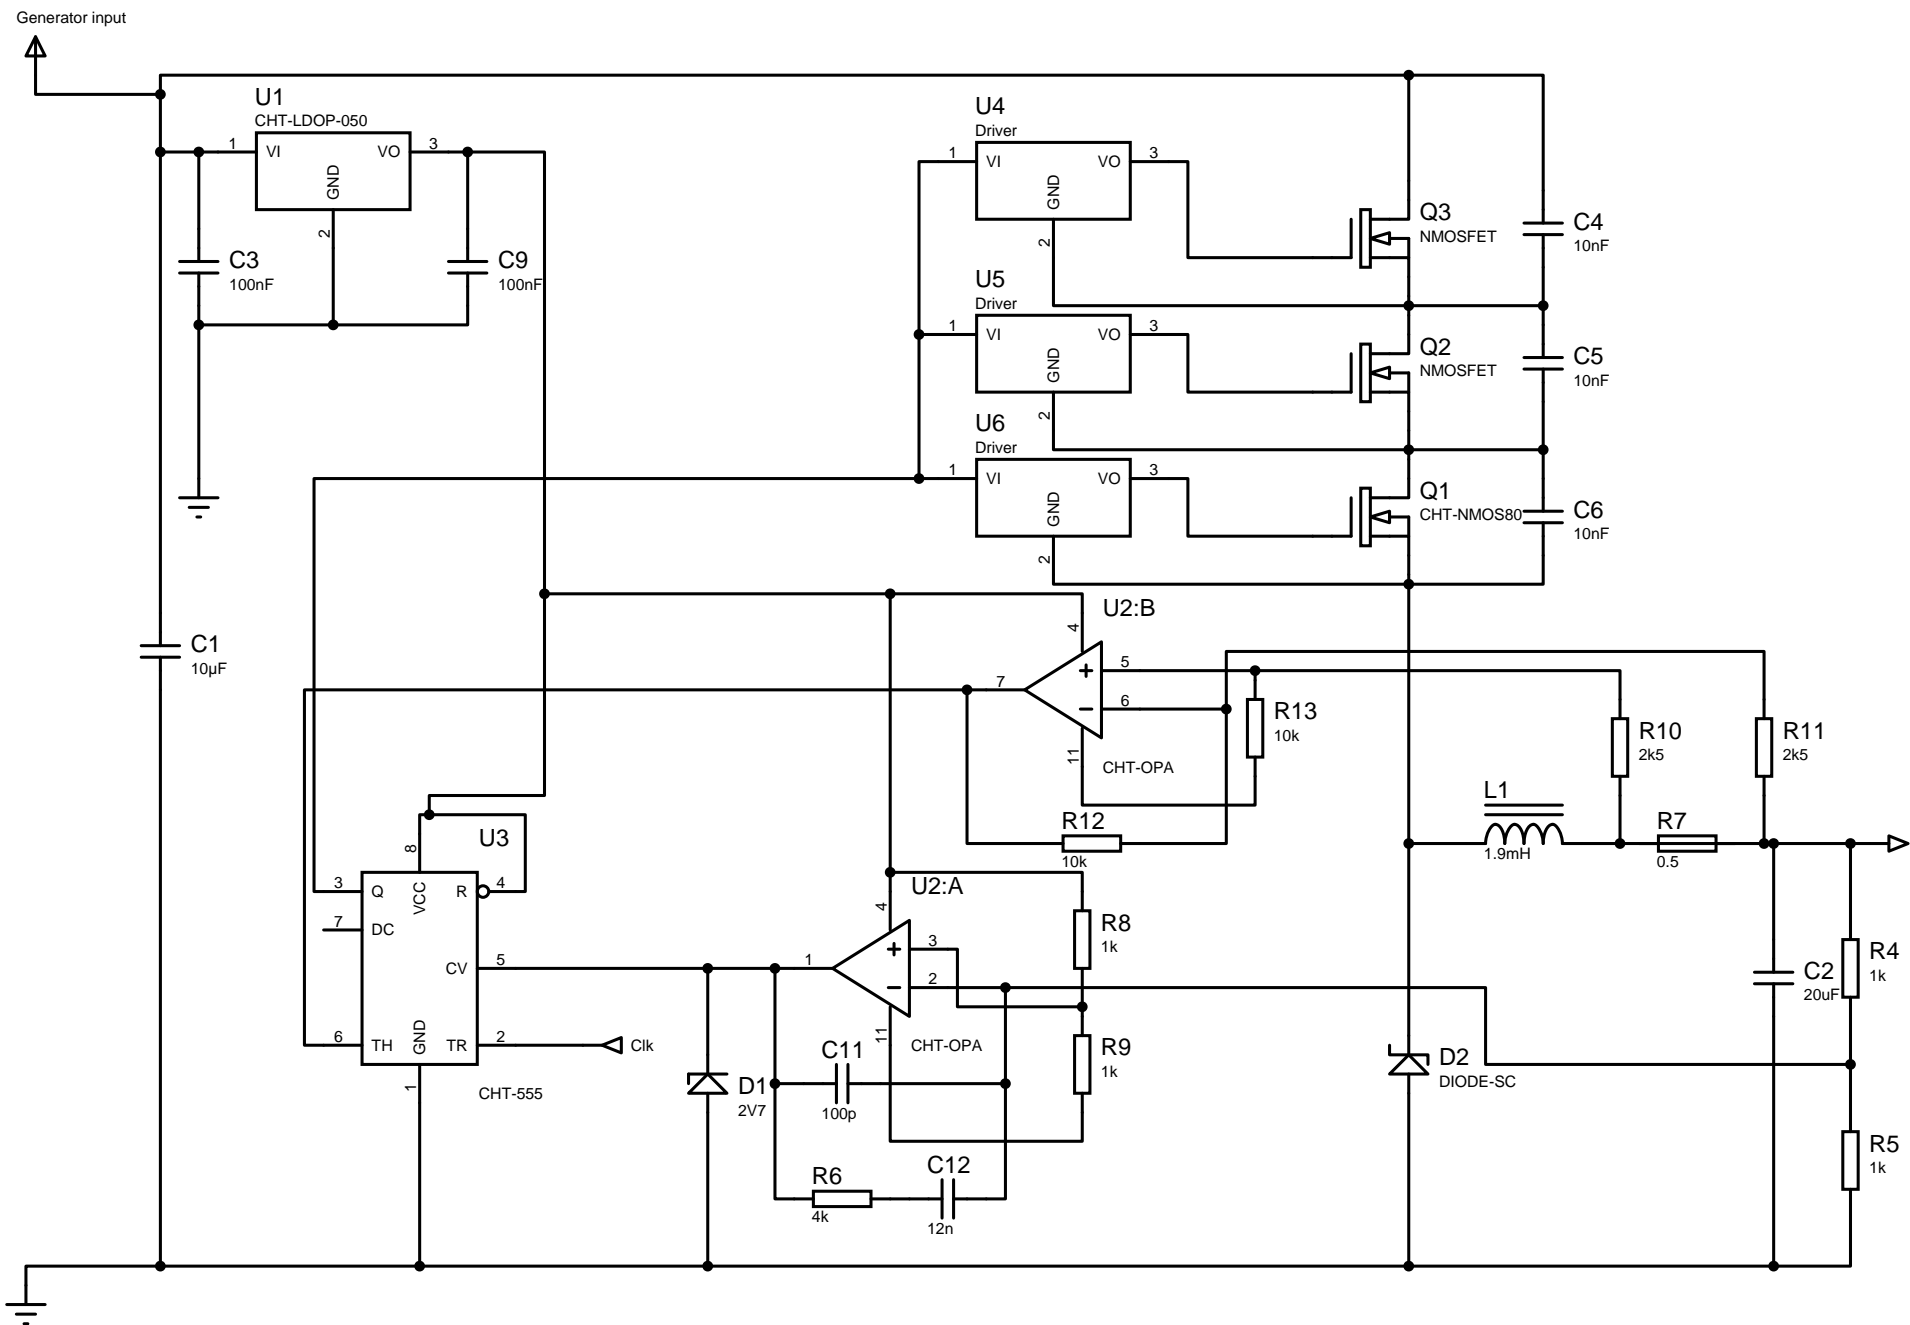 Generator input
U1
CHT-LDOP-050
1
VI
VO
3
GND
2
C3
100nF
C9
100nF
U4
Driver
1
VI
VO
3
GND
2
Q3
NMOSFET
C4
10nF
U5
Driver
1
VI
VO
3
GND
2
Q2
NMOSFET
C5
10nF
U6
Driver
1
VI
VO
3
GND
2
Q1
CHT-NMOS80
C6
10nF
C1
10µF
U2:B
4
5
6
7
11
CHT-OPA
R13
10k
R12
10k
R10
2k5
R11
2k5
L1
1.9mH
R7
0.5
U3
8
3
Q
VCC
R
4
7
DC
CV
5
6
TH
GND
TR
2
Clk
1
CHT-555
U2:A
4
3
2
1
11
CHT-OPA
R8
1k
R9
1k
C11
100p
D1
2V7
R6
4k
C12
12n
D2
DIODE-SC
C2
20uF
R4
1k
R5
1k